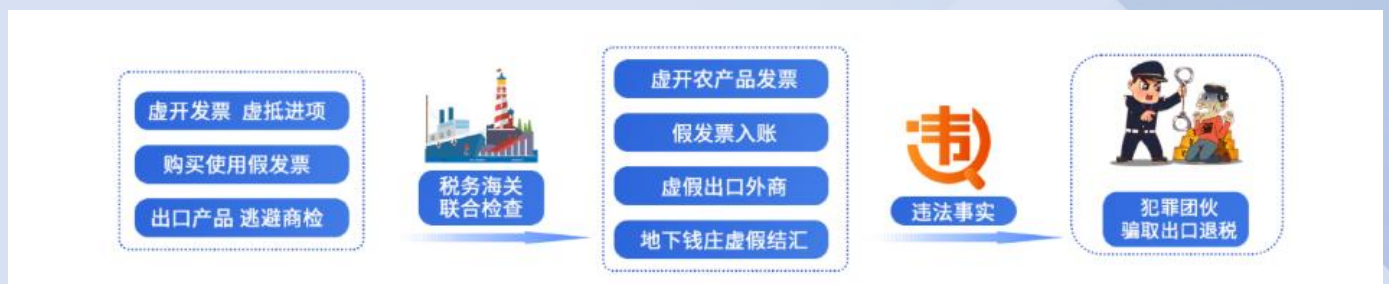 虚开发票 虚抵进项
购买使用假发票
出口产品 逃避商检
税务海关
联合检查
虚开农产品发票
假发票入账
虚假出口外商
地下钱庄虚假结汇
违
违法事实
犯罪团伙
骗取出口退税